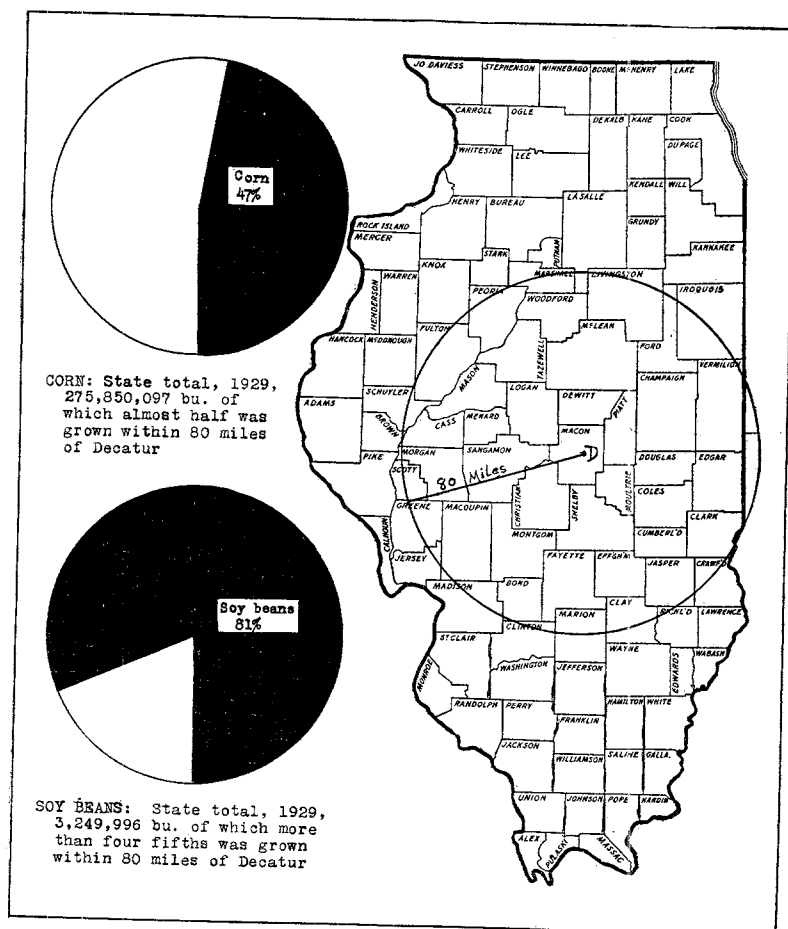 Corn
47%
CORN: State total, 1929,
275,850,097 bu. of
which almost half was
grown within 80 miles
of Decatur
Soy beans
81%
SOY BEANS: State total, 1929,
3,249,996 bu. of which more
than four fifths was grown
within 80 miles of Decatur
JO DAVIESS
STEPHENSON
WINNEBAGO
BOONE
McHENRY
LAKE
CARROLL
OGLE
DEKALB
KANE
COOK
DUPAGE
WHITESIDE
LEE
KENDALL
WILL
HENRY
BUREAU
LASALLE
ROCK ISLAND
MERCER
GRUNDY
KANKAKEE
STARK
PUTNAM
KNOX
WARREN
HENDERSON
MARSHALL
LIVINGSTON
PEORIA
WOODFORD
IROQUOIS
FULTON
HANCOCK
McDONOUGH
McLEAN
TAZEWELL
FORD
VERMILION
MASON
CHAMPAIGN
SCHUYLER
LOGAN
DEWITT
PIATT
ADAMS
BROWN
CASS
MENARD
MACON
PIKE
MORGAN
SANGAMON
D
DOUGLAS
EDGAR
SCOTT
80 Miles
MOULTRIE
COLES
GREENE
MACOUPIN
CHRISTIAN
SHELBY
CLARK
CALHOUN
MONTGOM
CUMBERL'D
JERSEY
FAYETTE
EFFGH'M
JASPER
CRAWF'D
MADISON
BOND
CLAY
MARION
RICHL'D
LAWRENCE
CLINTON
ST CLAIR
WAYNE
WABASH
EDWARDS
MONROE
WASHINGTON
JEFFERSON
RANDOLPH
PERRY
HAMILTON
WHITE
FRANKLIN
JACKSON
WILLIAMSON
SALINE
GALLA.
UNION
JOHNSON
POPE
HARDIN
ALEX
PULASKI
MASSAC